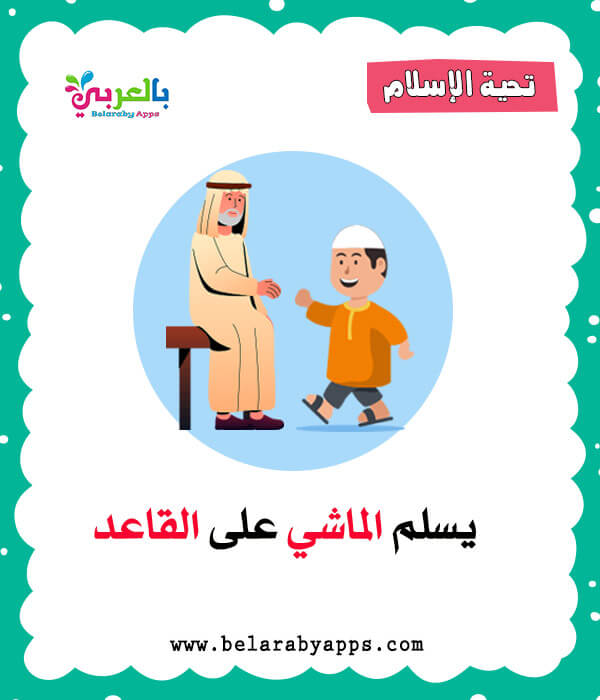 تحية الإسلام
بالعربي
Belaraby Apps
يسلم الماشي على القاعد
www.belarabyapps.com